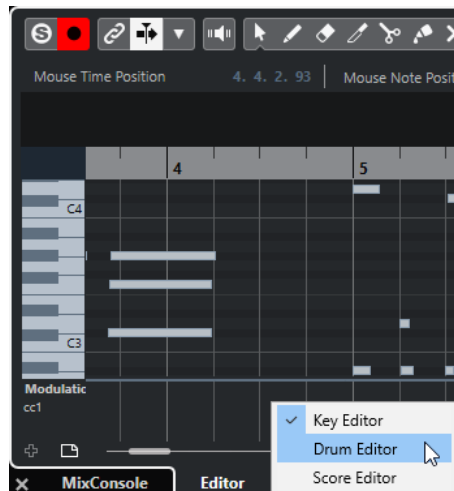 S
Mouse Time Position 4. 4. 2. 93 Mouse Note Posit
4 5
C4
C3
Modulatic
cc1
✓ Key Editor
Drum Editor
Score Editor
MixConsole Editor